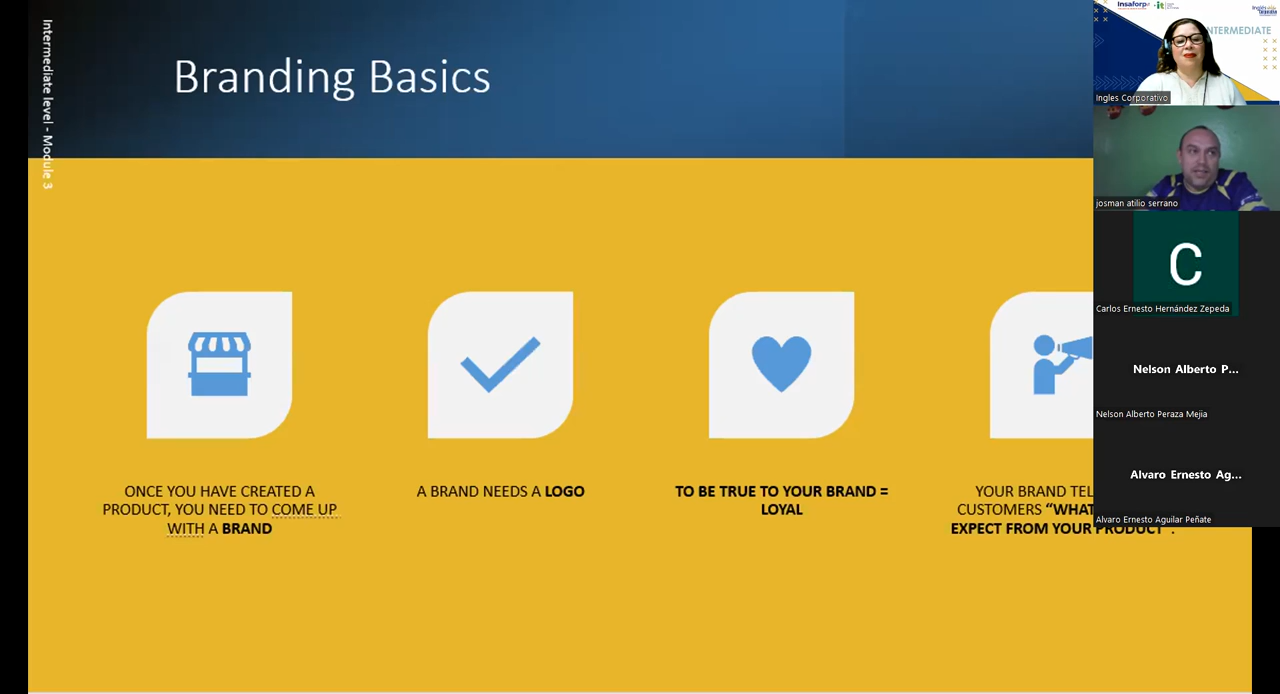 Intermediate level - Module 3
Branding Basics
ONCE YOU HAVE CREATED A
PRODUCT, YOU NEED TO COME UP
WITH A BRAND
A BRAND NEEDS A LOGO
TO BE TRUE TO YOUR BRAND =
LOYAL
YOUR BRAND TEL
CUSTOMERS “WHAT
EXPECT FROM YOUR PRODUCT”.
Insaforp
it
NTERMEDIATE
Ingles Corporativo
josman atilio serrano
C
Carlos Ernesto Hernández Zepeda
Nelson Alberto P...
Nelson Alberto Peraza Mejia
Alvaro Ernesto Ag...
Alvaro Ernesto Aguilar Peñate